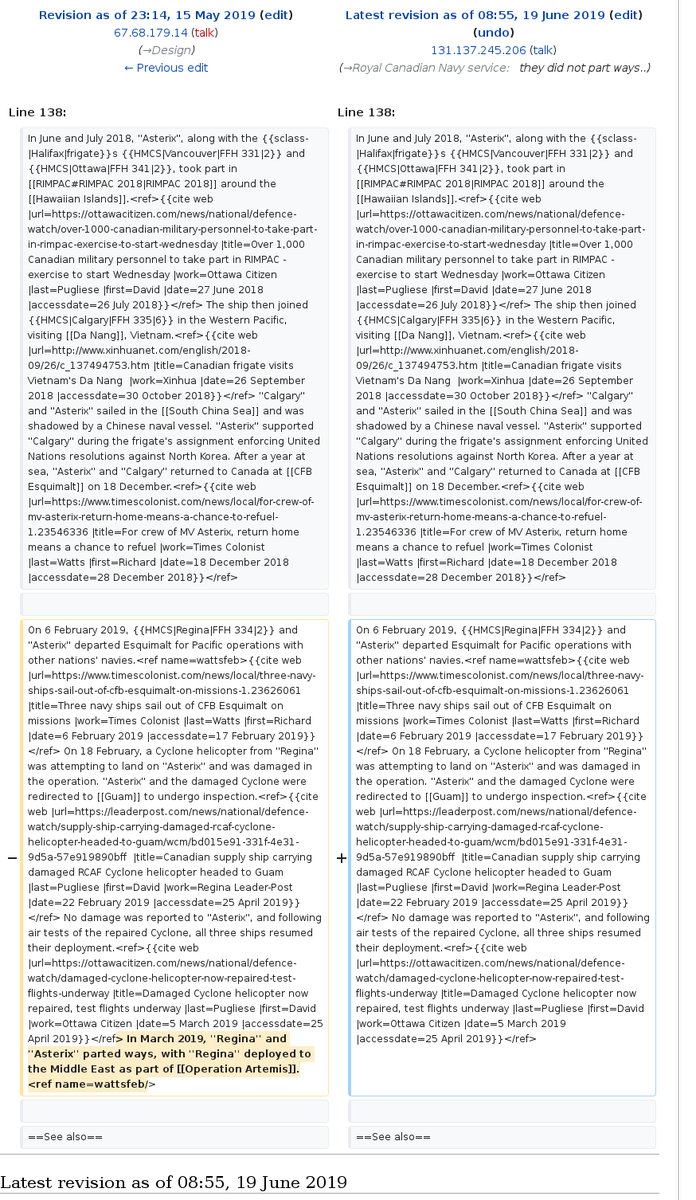 Revision as of 23:14, 15 May 2019 (edit)
67.68.179.14 (talk)
(→Design)
← Previous edit
Latest revision as of 08:55, 19 June 2019 (edit)
(undo)
131.137.245.206 (talk)
(→Royal Canadian Navy service: they did not part ways..)
Line 138:
In June and July 2018, ''Asterix'', along with the {{sclass-
|Halifax|frigate}}s {{HMCS|Vancouver|FFH 331|2}} and
{{HMCS|Ottawa|FFH 341|2}}, took part in
[[RIMPAC#RIMPAC 2018|RIMPAC 2018]] around the
[[Hawaiian Islands]].<ref>{{cite web
|url=https://ottawacitizen.com/news/national/defence-
watch/over-1000-canadian-military-personnel-to-take-part-
in-rimpac-exercise-to-start-wednesday |title=Over 1,000
Canadian military personnel to take part in RIMPAC -
exercise to start Wednesday |work=Ottawa Citizen
|last=Pugliese |first=David |date=27 June 2018
|accessdate=26 July 2018}}</ref> The ship then joined
{{HMCS|Calgary|FFH 335|6}} in the Western Pacific,
visiting [[Da Nang]], Vietnam.<ref>{{cite web
|url=http://www.xinhuanet.com/english/2018-
09/26/c_137494753.htm |title=Canadian frigate visits
Vietnam's Da Nang  |work=Xinhua |date=26 September
2018 |accessdate=30 October 2018}}</ref> ''Calgary''
and ''Asterix'' sailed in the [[South China Sea]] and was
shadowed by a Chinese naval vessel. ''Asterix'' supported
''Calgary'' during the frigate's assignment enforcing United
Nations resolutions against North Korea. After a year at
sea, ''Asterix'' and ''Calgary'' returned to Canada at [[CFB
Esquimalt]] on 18 December.<ref>{{cite web
|url=https://www.timescolonist.com/news/local/for-crew-of-
mv-asterix-return-home-means-a-chance-to-refuel-
1.23546336 |title=For crew of MV Asterix, return home
means a chance to refuel |work=Times Colonist
|last=Watts |first=Richard |date=18 December 2018
|accessdate=28 December 2018}}</ref>
Line 138:
In June and July 2018, ''Asterix'', along with the {{sclass-
|Halifax|frigate}}s {{HMCS|Vancouver|FFH 331|2}} and
{{HMCS|Ottawa|FFH 341|2}}, took part in
[[RIMPAC#RIMPAC 2018|RIMPAC 2018]] around the
[[Hawaiian Islands]].<ref>{{cite web
|url=https://ottawacitizen.com/news/national/defence-
watch/over-1000-canadian-military-personnel-to-take-part-
in-rimpac-exercise-to-start-wednesday |title=Over 1,000
Canadian military personnel to take part in RIMPAC -
exercise to start Wednesday |work=Ottawa Citizen
|last=Pugliese |first=David |date=27 June 2018
|accessdate=26 July 2018}}</ref> The ship then joined
{{HMCS|Calgary|FFH 335|6}} in the Western Pacific,
visiting [[Da Nang]], Vietnam.<ref>{{cite web
|url=http://www.xinhuanet.com/english/2018-
09/26/c_137494753.htm |title=Canadian frigate visits
Vietnam's Da Nang  |work=Xinhua |date=26 September
2018 |accessdate=30 October 2018}}</ref> ''Calgary''
and ''Asterix'' sailed in the [[South China Sea]] and was
shadowed by a Chinese naval vessel. ''Asterix'' supported
''Calgary'' during the frigate's assignment enforcing United
Nations resolutions against North Korea. After a year at
sea, ''Asterix'' and ''Calgary'' returned to Canada at [[CFB
Esquimalt]] on 18 December.<ref>{{cite web
|url=https://www.timescolonist.com/news/local/for-crew-of-
mv-asterix-return-home-means-a-chance-to-refuel-
1.23546336 |title=For crew of MV Asterix, return home
means a chance to refuel |work=Times Colonist
|last=Watts |first=Richard |date=18 December 2018
|accessdate=28 December 2018}}</ref>
−
On 6 February 2019, {{HMCS|Regina|FFH 334|2}} and
''Asterix'' departed Esquimalt for Pacific operations with
other nations' navies.<ref name=wattsfeb>{{cite web
|url=https://www.timescolonist.com/news/local/three-navy-
ships-sail-out-of-cfb-esquimalt-on-missions-1.23626061
|title=Three navy ships sail out of CFB Esquimalt on
missions |work=Times Colonist |last=Watts |first=Richard
|date=6 February 2019 |accessdate=17 February 2019}}
</ref> On 18 February, a Cyclone helicopter from ''Regina''
was attempting to land on ''Asterix'' and was damaged in
the operation. ''Asterix'' and the damaged Cyclone were
redirected to [[Guam]] to undergo inspection.<ref>{{cite
web |url=https://leaderpost.com/news/national/defence-
watch/supply-ship-carrying-damaged-rcaf-cyclone-
helicopter-headed-to-guam/wcm/bd015e91-331f-4e31-
9d5a-57e919890bff  |title=Canadian supply ship carrying
damaged RCAF Cyclone helicopter headed to Guam
|last=Pugliese |first=David |work=Regina Leader-Post
|date=22 February 2019 |accessdate=25 April 2019}}
</ref> No damage was reported to ''Asterix'', and following
air tests of the repaired Cyclone, all three ships resumed
their deployment.<ref>{{cite web
|url=https://ottawacitizen.com/news/national/defence-
watch/damaged-cyclone-helicopter-now-repaired-test-
flights-underway |title=Damaged Cyclone helicopter now
repaired, test flights underway |last=Pugliese |first=David
|work=Ottawa Citizen |date=5 March 2019 |accessdate=25
April 2019}}</ref> In March 2019, ''Regina'' and
''Asterix'' parted ways, with ''Regina'' deployed to
the Middle East as part of [[Operation Artemis]].
<ref name=wattsfeb/>
+
On 6 February 2019, {{HMCS|Regina|FFH 334|2}} and
''Asterix'' departed Esquimalt for Pacific operations with
other nations' navies.<ref name=wattsfeb>{{cite web
|url=https://www.timescolonist.com/news/local/three-navy-
ships-sail-out-of-cfb-esquimalt-on-missions-1.23626061
|title=Three navy ships sail out of CFB Esquimalt on
missions |work=Times Colonist |last=Watts |first=Richard
|date=6 February 2019 |accessdate=17 February 2019}}
</ref> On 18 February, a Cyclone helicopter from ''Regina''
was attempting to land on ''Asterix'' and was damaged in
the operation. ''Asterix'' and the damaged Cyclone were
redirected to [[Guam]] to undergo inspection.<ref>{{cite
web |url=https://leaderpost.com/news/national/defence-
watch/supply-ship-carrying-damaged-rcaf-cyclone-
helicopter-headed-to-guam/wcm/bd015e91-331f-4e31-
9d5a-57e919890bff  |title=Canadian supply ship carrying
damaged RCAF Cyclone helicopter headed to Guam
|last=Pugliese |first=David |work=Regina Leader-Post
|date=22 February 2019 |accessdate=25 April 2019}}
</ref> No damage was reported to ''Asterix'', and following
air tests of the repaired Cyclone, all three ships resumed
their deployment.<ref>{{cite web
|url=https://ottawacitizen.com/news/national/defence-
watch/damaged-cyclone-helicopter-now-repaired-test-
flights-underway |title=Damaged Cyclone helicopter now
repaired, test flights underway |last=Pugliese |first=David
|work=Ottawa Citizen |date=5 March 2019
|accessdate=25 April 2019}}</ref>
==See also==
==See also==
Latest revision as of 08:55, 19 June 2019